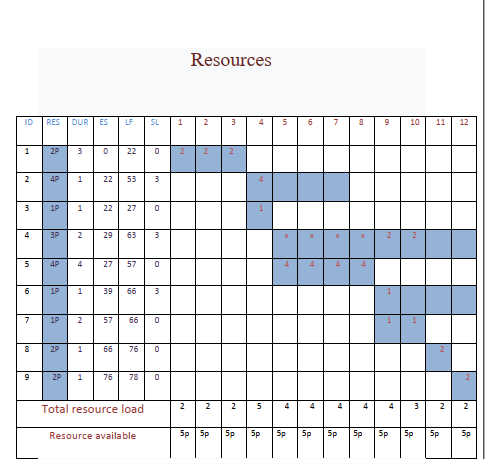 Resources
ID RES DUR ES LF SL 1 2 3 4 5 6 7 8 9 10 11 12
1 2P 3 0 22 0 2 2 2
2 4P 1 22 53 3 4
3 1P 1 22 27 0 1
4 3P 2 29 63 3 x x x x 2 2
5 4P 4 27 57 0 4 4 4 4
6 1P 1 39 66 3 1
7 1P 2 57 66 0 1 1
8 2P 1 66 76 0 2
9 2P 1 76 78 0 2
Total resource load 2 2 2 5 4 4 4 4 4 3 2 2
Resource available 5p 5p 5p 5p 5p 5p 5p 5p 5p 5p 5p 5p